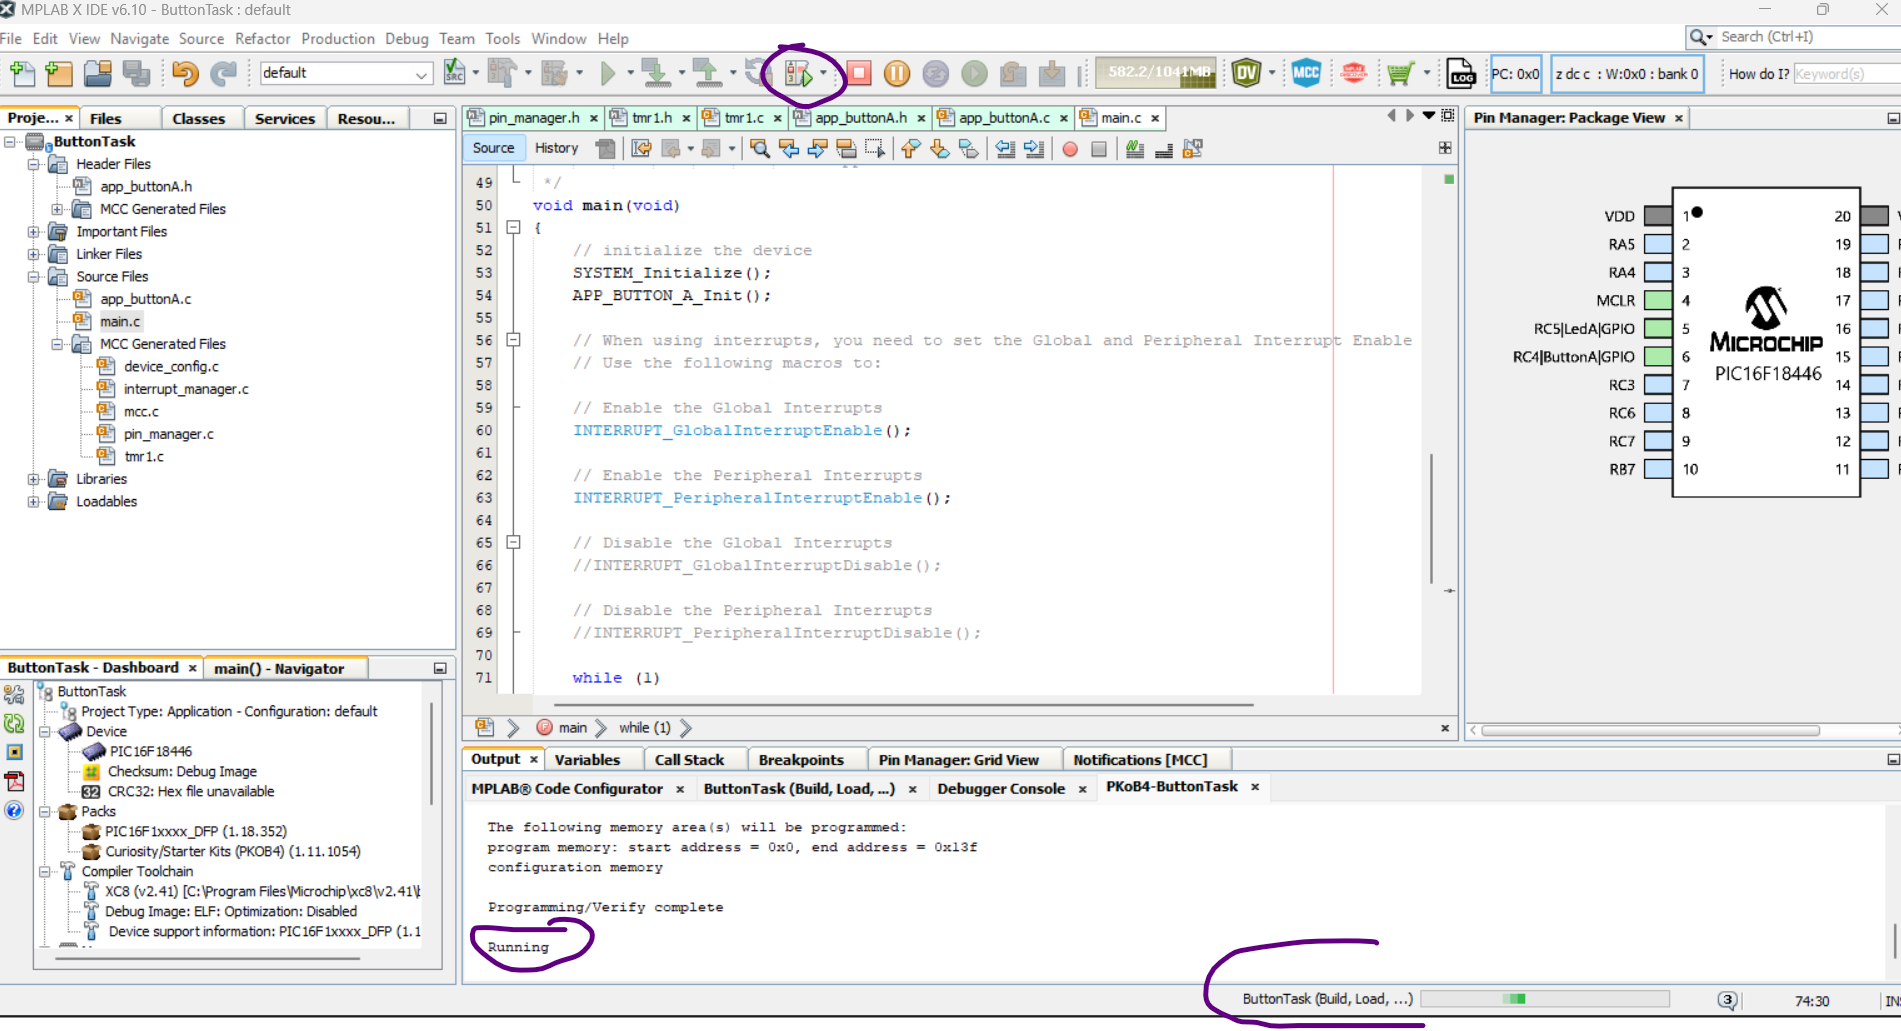 MPLAB X IDE v6.10 - ButtonTask : default
File Edit View Navigate Source Refactor Production Debug Team Tools Window Help
Search (Ctrl+I)
default
582.2/1041MB
DV
MCC
LOG
PC: 0x0
z dc c : W:0x0 : bank 0
How do I?
Keyword(s)
Proje... × Files Classes Services Resou...
ButtonTask
Header Files
app_buttonA.h
MCC Generated Files
Important Files
Linker Files
Source Files
app_buttonA.c
main.c
MCC Generated Files
device_config.c
interrupt_manager.c
mcc.c
pin_manager.c
tmr1.c
Libraries
Loadables
pin_manager.h × tmr1.h × tmr1.c × app_buttonA.h × app_buttonA.c × main.c ×
Source History
49 */
50 void main(void)
51 {
52 // initialize the device
53 SYSTEM_Initialize();
54 APP_BUTTON_A_Init();
55
56 // When using interrupts, you need to set the Global and Peripheral Interrupt Enable
57 // Use the following macros to:
58
59 // Enable the Global Interrupts
60 INTERRUPT_GlobalInterruptEnable();
61
62 // Enable the Peripheral Interrupts
63 INTERRUPT_PeripheralInterruptEnable();
64
65 // Disable the Global Interrupts
66 //INTERRUPT_GlobalInterruptDisable();
67
68 // Disable the Peripheral Interrupts
69 //INTERRUPT_PeripheralInterruptDisable();
70
71 while (1)
main while (1)
Pin Manager: Package View ×
VDD 1 20
RA5 2 19
RA4 3 18
MCLR 4 17
RC5|LedA|GPIO 5 16
RC4|ButtonA|GPIO 6 15
RC3 7 14
RC6 8 13
RC7 9 12
RB7 10 11
MICROCHIP
PIC16F18446
ButtonTask - Dashboard × main() - Navigator
ButtonTask
Project Type: Application - Configuration: default
Device
PIC16F18446
Checksum: Debug Image
CRC32: Hex file unavailable
Packs
PIC16F1xxxx_DFP (1.18.352)
Curiosity/Starter Kits (PKOB4) (1.11.1054)
Compiler Toolchain
XC8 (v2.41) [C:\Program Files\Microchip\xc8\v2.41\
Debug Image: ELF: Optimization: Disabled
Device support information: PIC16F1xxxx_DFP (1.1
Output × Variables Call Stack Breakpoints Pin Manager: Grid View Notifications [MCC]
MPLAB® Code Configurator × ButtonTask (Build, Load, ...) × Debugger Console × PKoB4-ButtonTask ×
The following memory area(s) will be programmed:
program memory: start address = 0x0, end address = 0x13f
configuration memory
Programming/Verify complete
Running
ButtonTask (Build, Load, ...)
3
74:30
INS